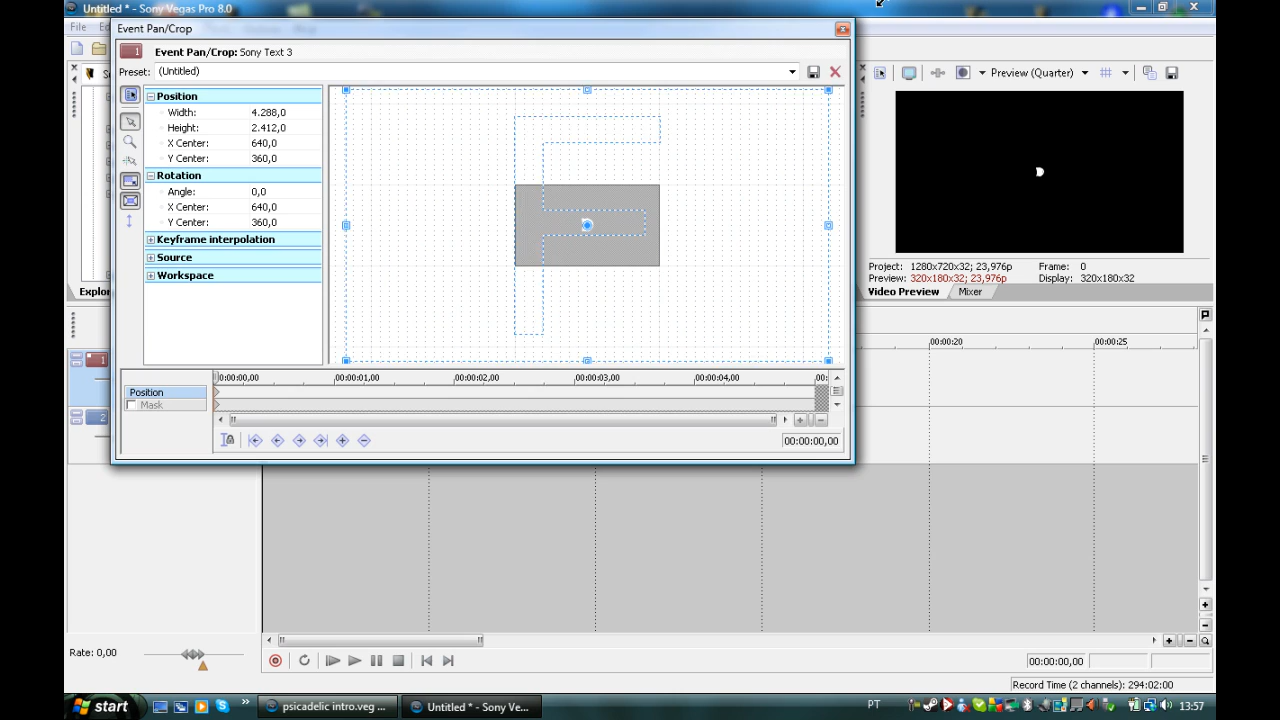 Untitled * - Sony Vegas Pro 8.0
File
Event Pan/Crop
Event Pan/Crop: Sony Text 3
Preset: (Untitled)
Preview (Quarter)
Position
Width: 4.288,0
Height: 2.412,0
X Center: 640,0
Y Center: 360,0
Rotation
Angle: 0,0
X Center: 640,0
Y Center: 360,0
Keyframe interpolation
Source
Workspace
Project: 1280x720x32; 23,976p
Frame: 0
Preview: 320x180x32; 23,976p
Display: 320x180x32
Explor
Video Preview
Mixer
00:00:20
00:00:25
1
2
00:00:00,00
00:00:01,00
00:00:02,00
00:00:03,00
00:00:04,00
00:
Position
Mask
00:00:00,00
Rate: 0,00
00:00:00,00
Record Time (2 channels): 294:02:00
start
psicadelic intro.veg ...
Untitled * - Sony Ve...
PT
13:57